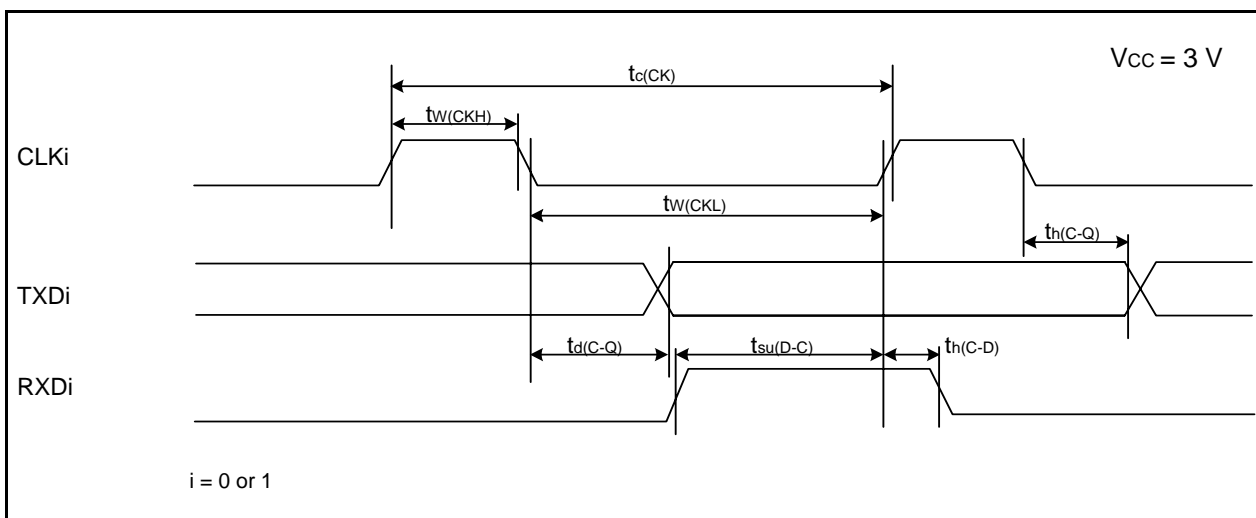 VCC = 3 V
tc(CK)
tW(CKH)
CLKi
tW(CKL)
th(C-Q)
TXDi
td(C-Q)
tsu(D-C)
th(C-D)
RXDi
i = 0 or 1